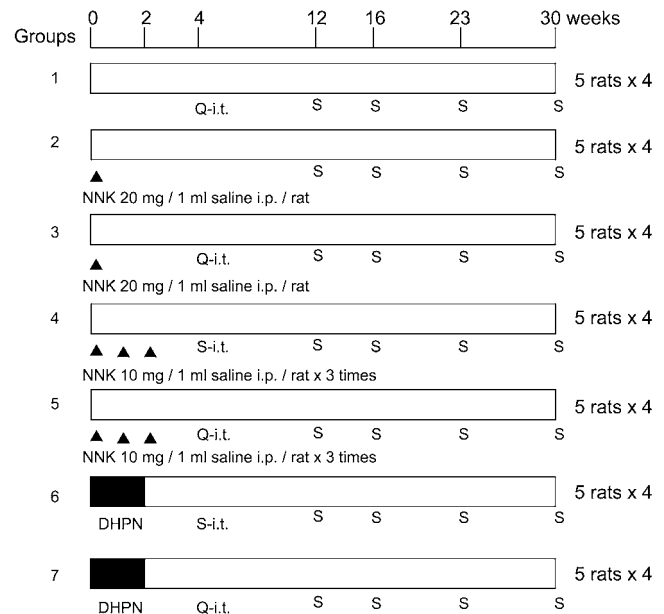 0 2 4 12 16 23 30 weeks
Groups
1 5 rats x 4
Q-i.t. S S S S
2 5 rats x 4
S S S S
NNK 20 mg / 1 ml saline i.p. / rat
3 5 rats x 4
Q-i.t. S S S S
NNK 20 mg / 1 ml saline i.p. / rat
4 5 rats x 4
S-i.t. S S S S
NNK 10 mg / 1 ml saline i.p. / rat x 3 times
5 5 rats x 4
Q-i.t. S S S S
NNK 10 mg / 1 ml saline i.p. / rat x 3 times
6 5 rats x 4
DHPN S-i.t. S S S S
7 5 rats x 4
DHPN Q-i.t. S S S S